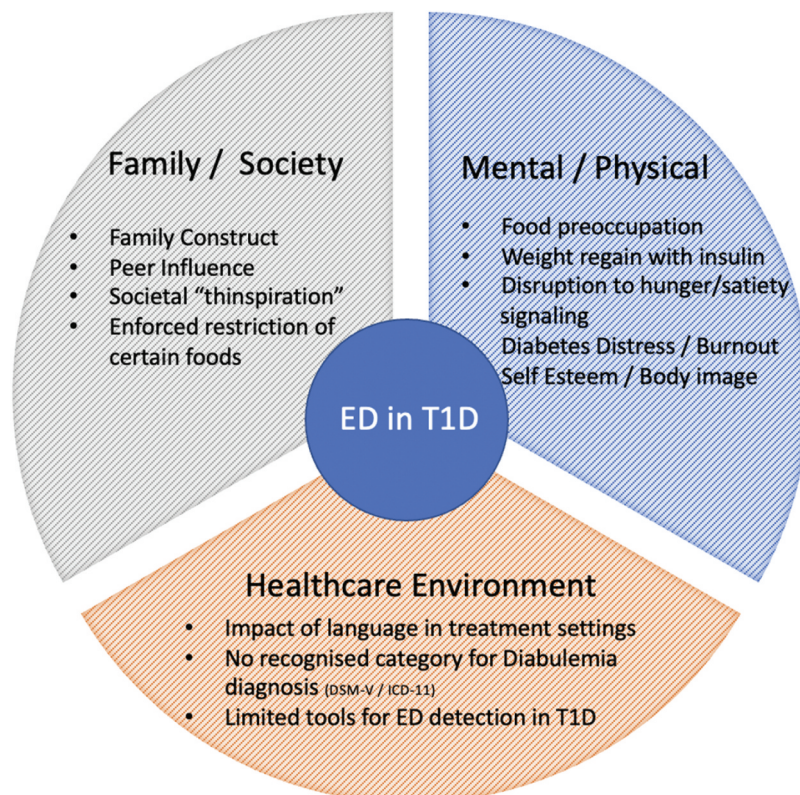 Family / Society
• Family Construct
• Peer Influence
• Societal “thinspiration”
• Enforced restriction of
certain foods
Mental / Physical
• Food preoccupation
• Weight regain with insulin
• Disruption to hunger/satiety
signaling
Diabetes Distress / Burnout
Self Esteem / Body image
ED in T1D
Healthcare Environment
• Impact of language in treatment settings
• No recognised category for Diabulemia
diagnosis (DSM-V / ICD-11)
• Limited tools for ED detection in T1D